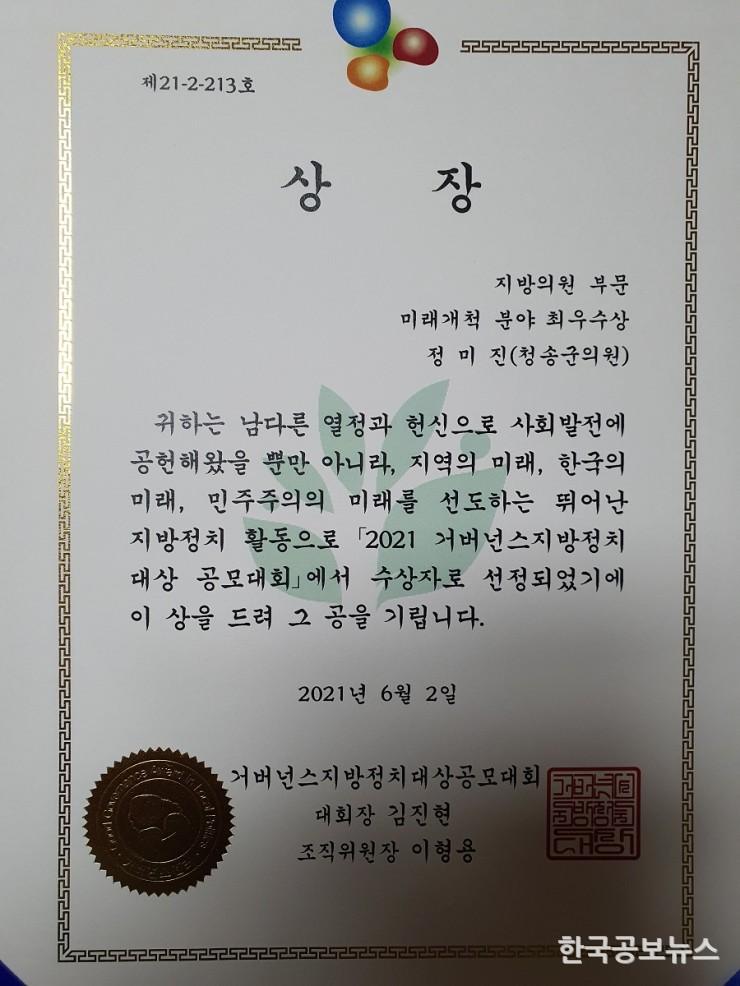 제21-2-213호
상 장
지방의원 부문
미래개척 분야 최우수상
정 미 진(청송군의원)
귀하는 남다른 열정과 헌신으로 사회발전에
공헌해왔을 뿐만 아니라, 지역의 미래, 한국의
미래, 민주주의의 미래를 선도하는 뛰어난
지방정치 활동으로 「2021 거버넌스지방정치
대상 공모대회」에서 수상자로 선정되었기에
이 상을 드려 그 공을 기립니다.
2021년 6월 2일
거버넌스지방정치대상공모대회
대회장 김진현
조직위원장 이형용
Good Governance Award in Local Politics
한국공보뉴스